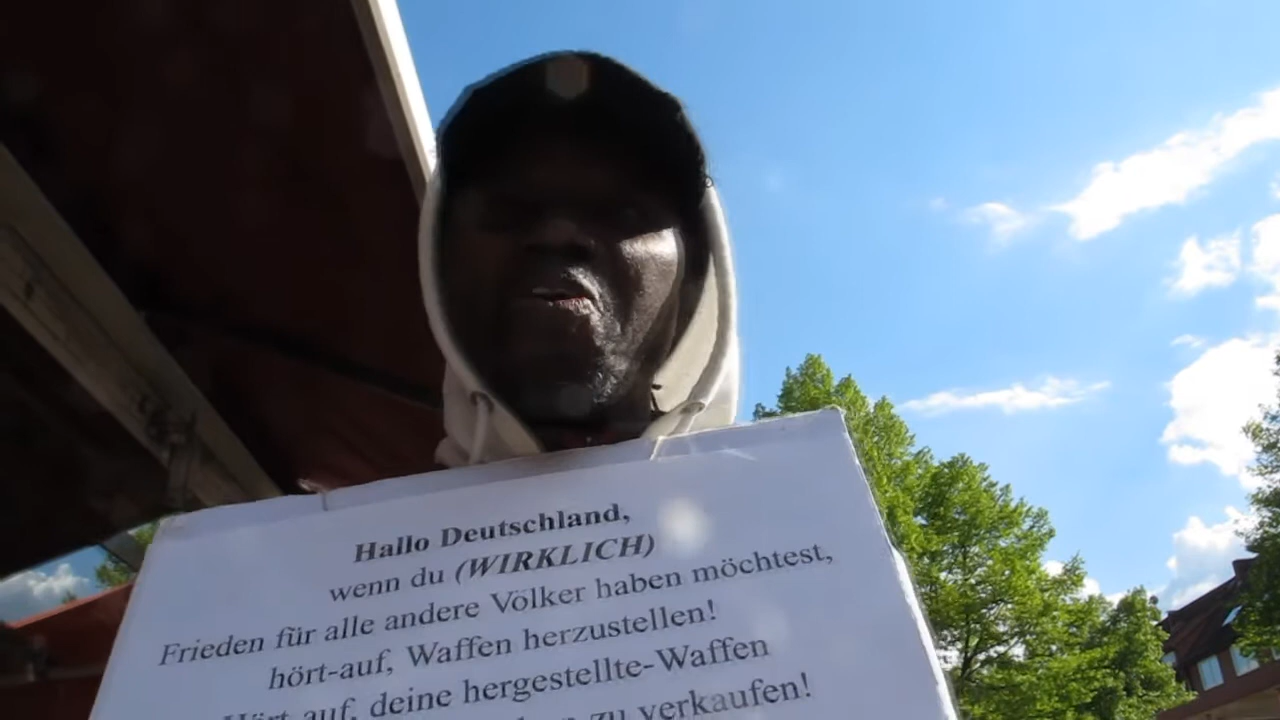 Hallo Deutschland,
wenn du (WIRKLICH)
Frieden für alle andere Völker haben möchtest,
hört-auf, Waffen herzustellen!
Hört-auf, deine hergestellte-Waffen
zu verkaufen!